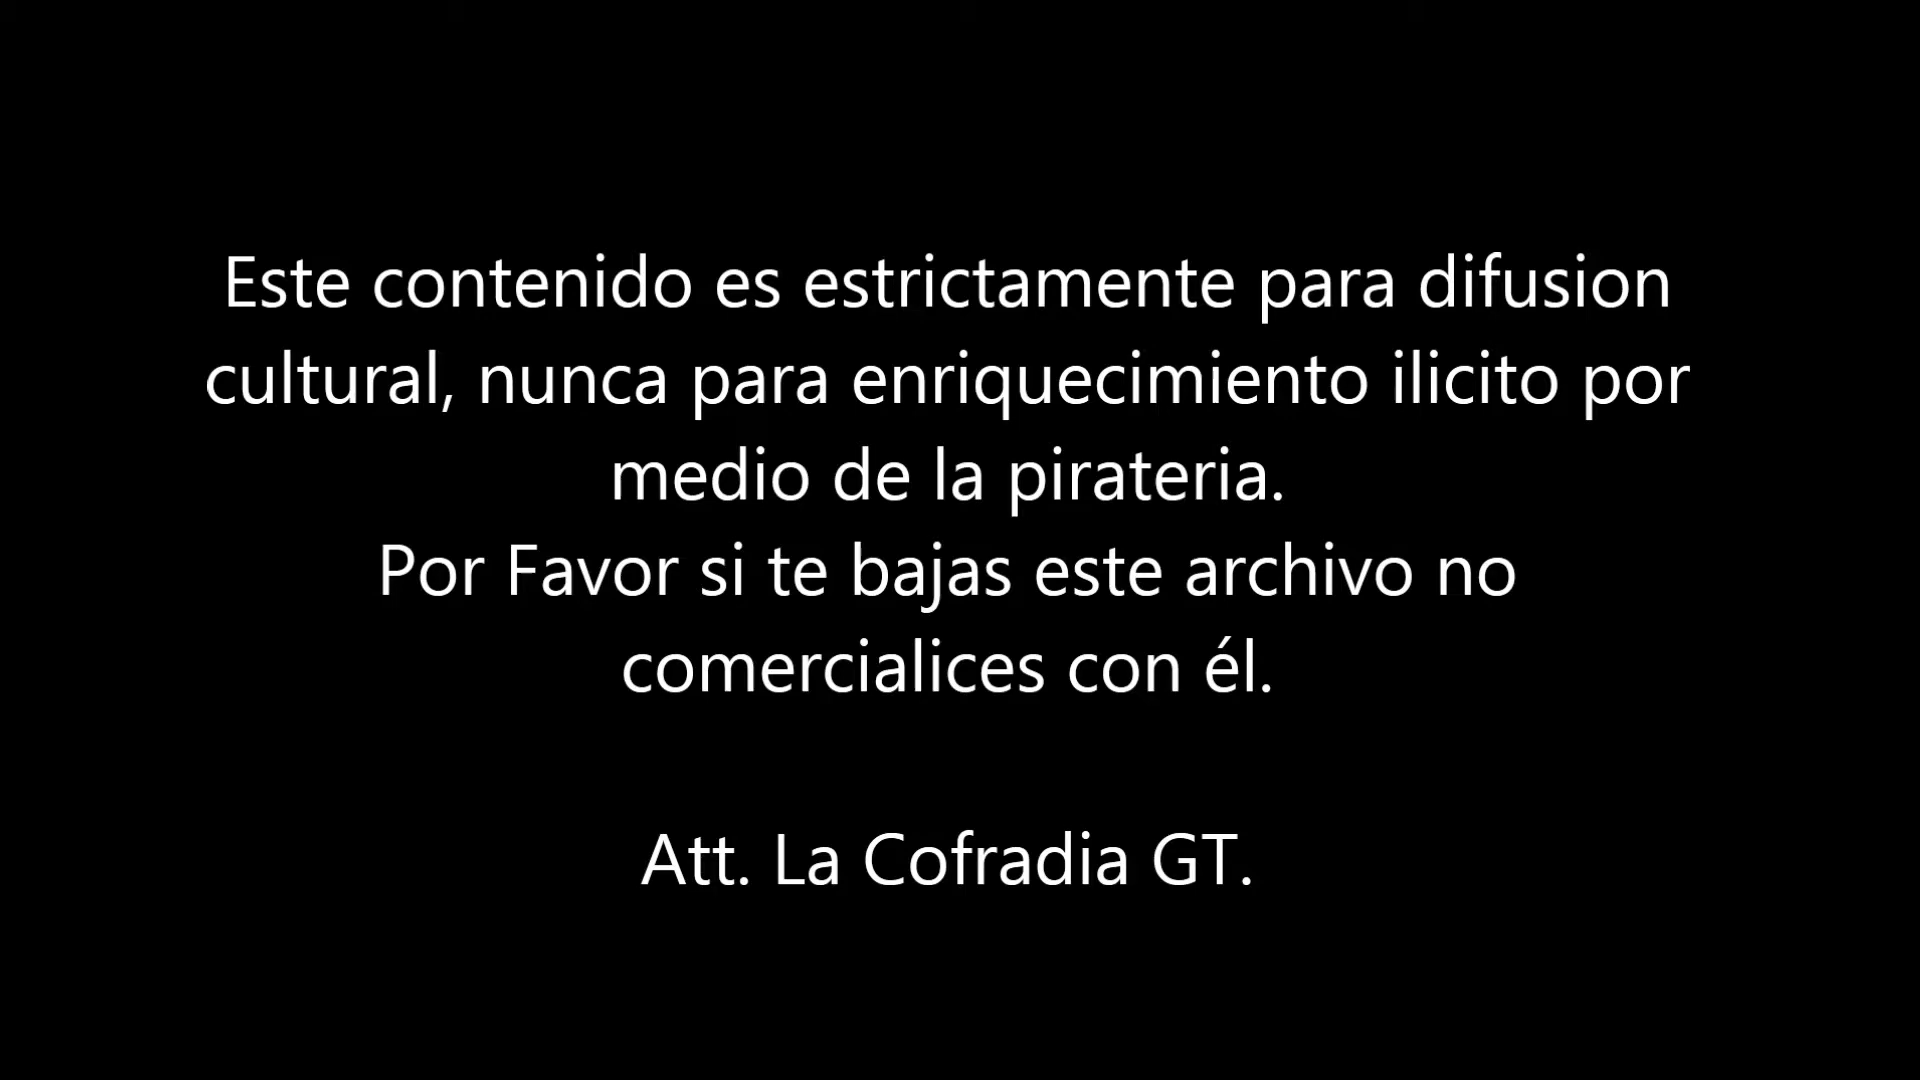 Este contenido es estrictamente para difusion
cultural, nunca para enriquecimiento ilicito por
medio de la pirateria.
Por Favor si te bajas este archivo no
comercialices con él.
Att. La Cofradia GT.